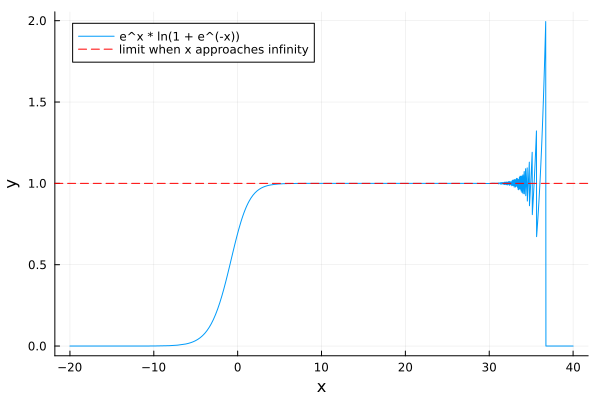 2.0
e^x * ln(1 + e^(-x))
limit when x approaches infinity
1.5
1.0
y
0.5
0.0
−20 −10 0 10 20 30 40
x